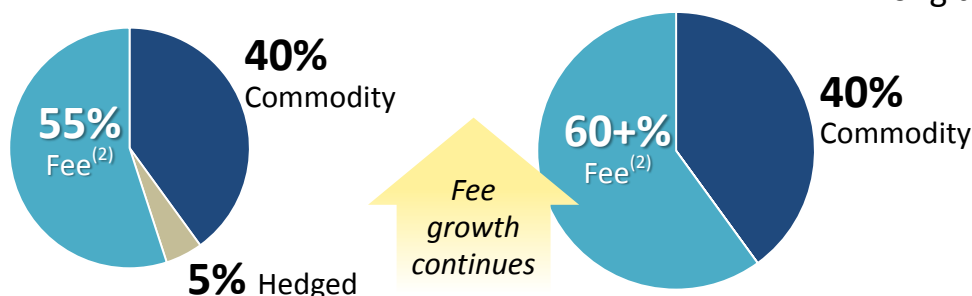 40%
Commodity
55%
Fee(2)
5% Hedged
Fee
growth
continues
60+%
Fee(2)
40%
Commodity